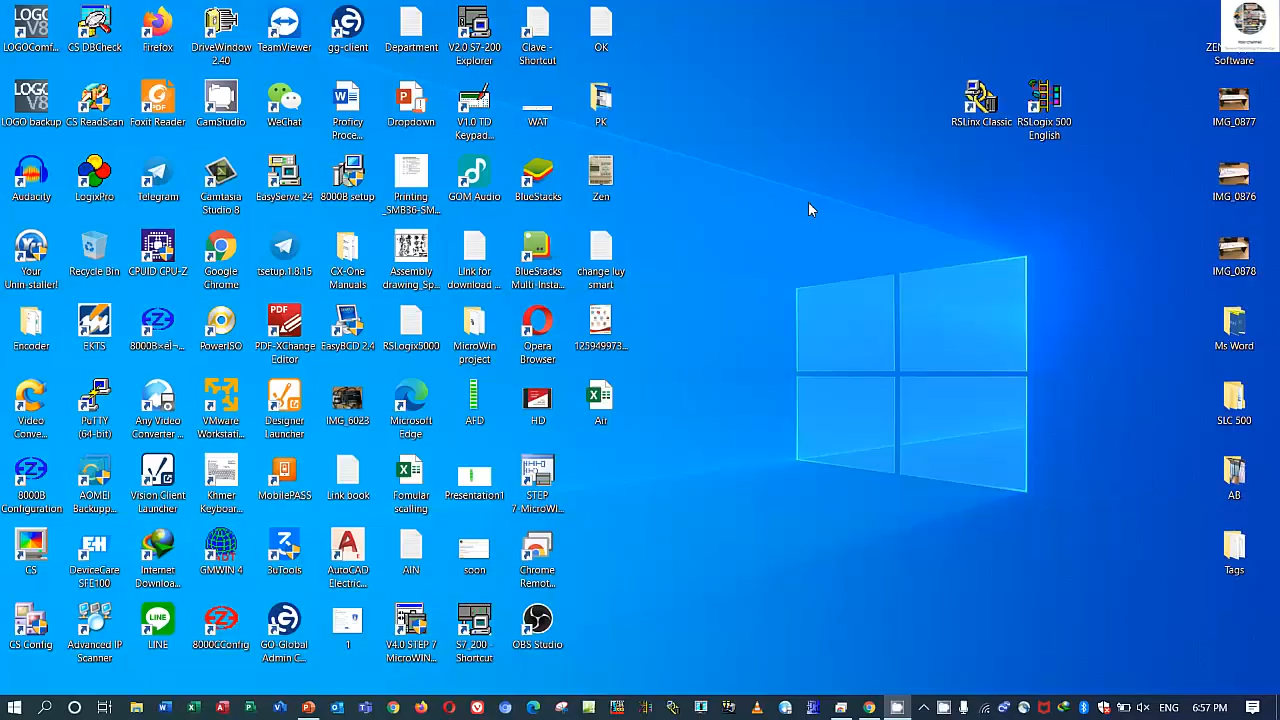 LOGOComf...
CS DBCheck
Firefox
DriveWindow
2.40
TeamViewer
gg-client
Department
V2.0 S7-200
Explorer
Clave -
Shortcut
OK
Software
LOGO backup
CS ReadScan
Foxit Reader
CamStudio
WeChat
Proficy
Proce...
Dropdown
V1.0 TD
Keypad...
WAT
PK
RSLinx Classic
RSLogix 500
English
IMG_0877
Audacity
LogixPro
Telegram
Camtasia
Studio 8
EasyServe 24
8000B setup
Printing
_SMB36-SM...
GOM Audio
BlueStacks
Zen
IMG_0876
Your
Unin-staller!
Recycle Bin
CPUID CPU-Z
Google
Chrome
tsetup.1.8.15
CX-One
Manuals
Assembly
drawing_Sp...
Link for
download ...
BlueStacks
Multi-Insta...
change luy
smart
IMG_0878
Encoder
EKTS
PowerISO
PDF-XChange
Editor
EasyBCD 2.4
RSLogix5000
MicroWin
project
Opera
Browser
125949973...
Ms Word
Video
Conve...
PuTTY
(64-bit)
Any Video
Converter ...
VMware
Workstati...
Designer
Launcher
IMG_6023
Microsoft
Edge
AFD
HD
Air
SLC 500
8000B
Configuration
AOMEI
Backupp...
Vision Client
Launcher
Khmer
Keyboar...
MobilePASS
Link book
Fomular
scalling
Presentation1
STEP
7-MicroWI...
AB
CS
DeviceCare
SFE100
Internet
Downloa...
GMWIN 4
3uTools
AutoCAD
Electric...
AIN
soon
Chrome
Remot...
Tags
CS Config
Advanced IP
Scanner
LINE
8000CConfig
GO-Global
Admin C...
1
V4.0 STEP 7
MicroWIN...
S7_200 -
Shortcut
OBS Studio
ENG
6:57 PM